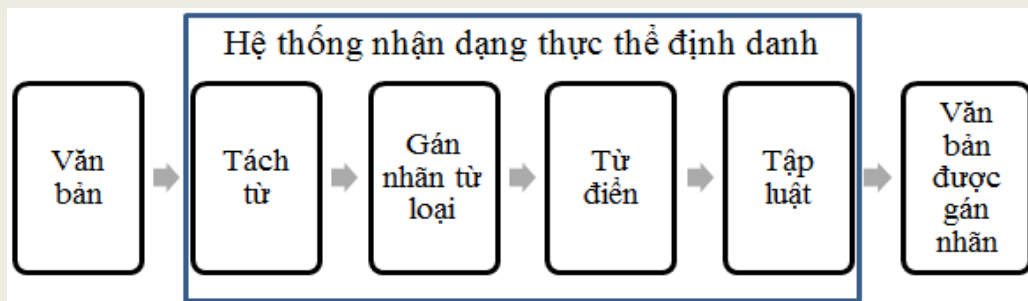 Hệ thống nhận dạng thực thể định danh
Văn
bản
Tách
từ
Gán
nhãn từ
loại
Từ
điển
Tập
luật
Văn
bản
được
gán
nhãn